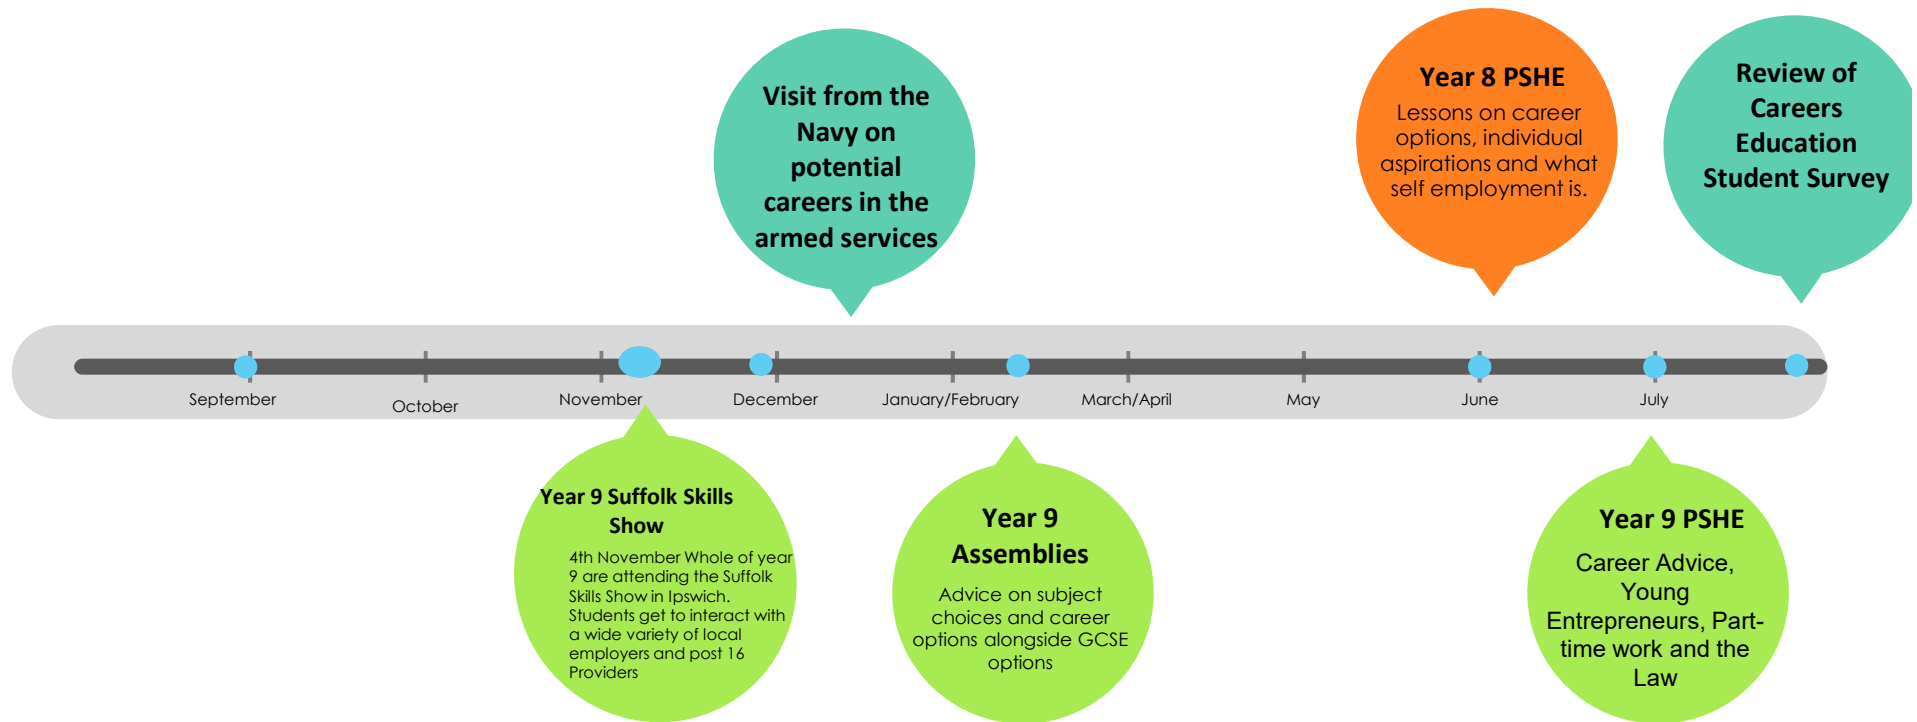 Visit from the
Navy on
potential
careers in the
armed services
Year 8 PSHE
Lessons on career
options, individual
aspirations and what
self employment is.
Review of
Careers
Education
Student Survey
September
October
November
December
January/February
March/April
May
June
July
Year 9 Suffolk Skills
Show
4th November Whole of year
9 are attending the Suffolk
Skills Show in Ipswich.
Students get to interact with
a wide variety of local
employers and post 16
Providers
Year 9
Assemblies
Advice on subject
choices and career
options alongside GCSE
options
Year 9 PSHE
Career Advice,
Young
Entrepreneurs, Part-
time work and the
Law